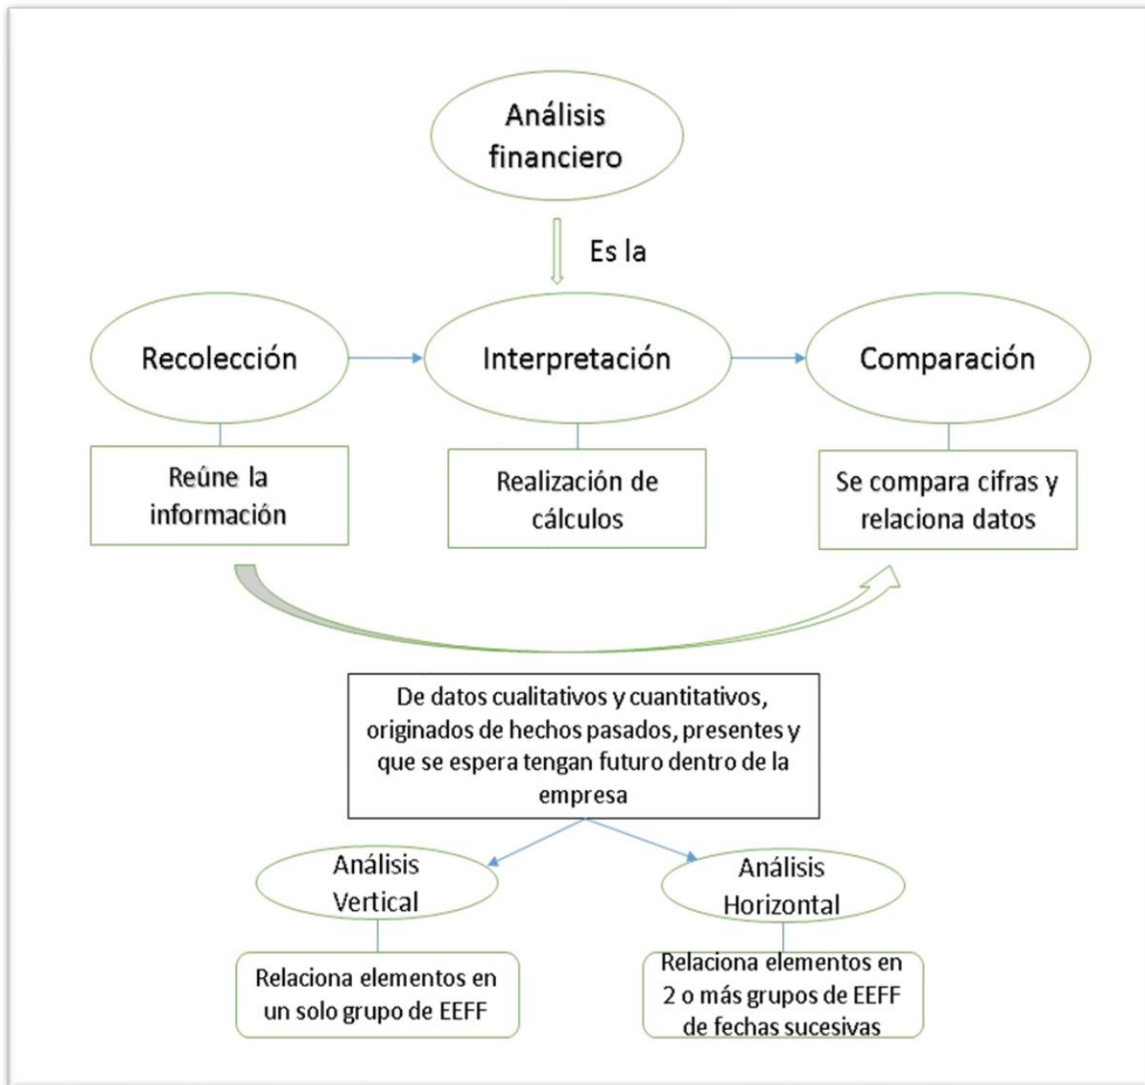 Análisis
financiero
Es la
Recolección
Interpretación
Comparación
Reúne la
información
Realización de
cálculos
Se compara cifras y
relaciona datos
De datos cualitativos y cuantitativos,
originados de hechos pasados, presentes y
que se espera tengan futuro dentro de la
empresa
Análisis
Vertical
Análisis
Horizontal
Relaciona elementos en
un solo grupo de EEFF
Relaciona elementos en
2 o más grupos de EEFF
de fechas sucesivas